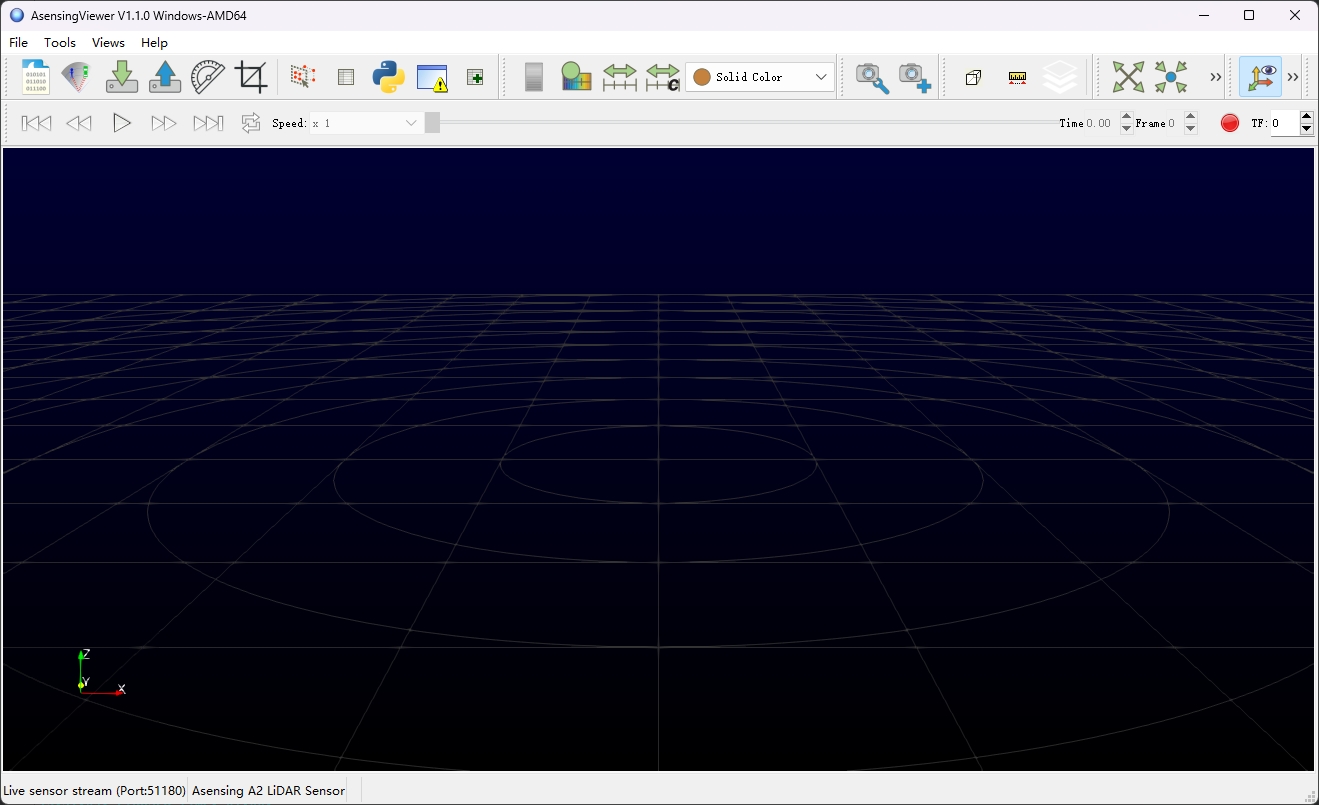 AsensingViewer V1.1.0 Windows-AMD64
File Tools Views Help
010101
011010
011100
C
Solid Color
Speed: x 1
Time 0.00
Frame 0
TF: 0
Z
Y
X
Live sensor stream (Port:51180) Asensing A2 LiDAR Sensor